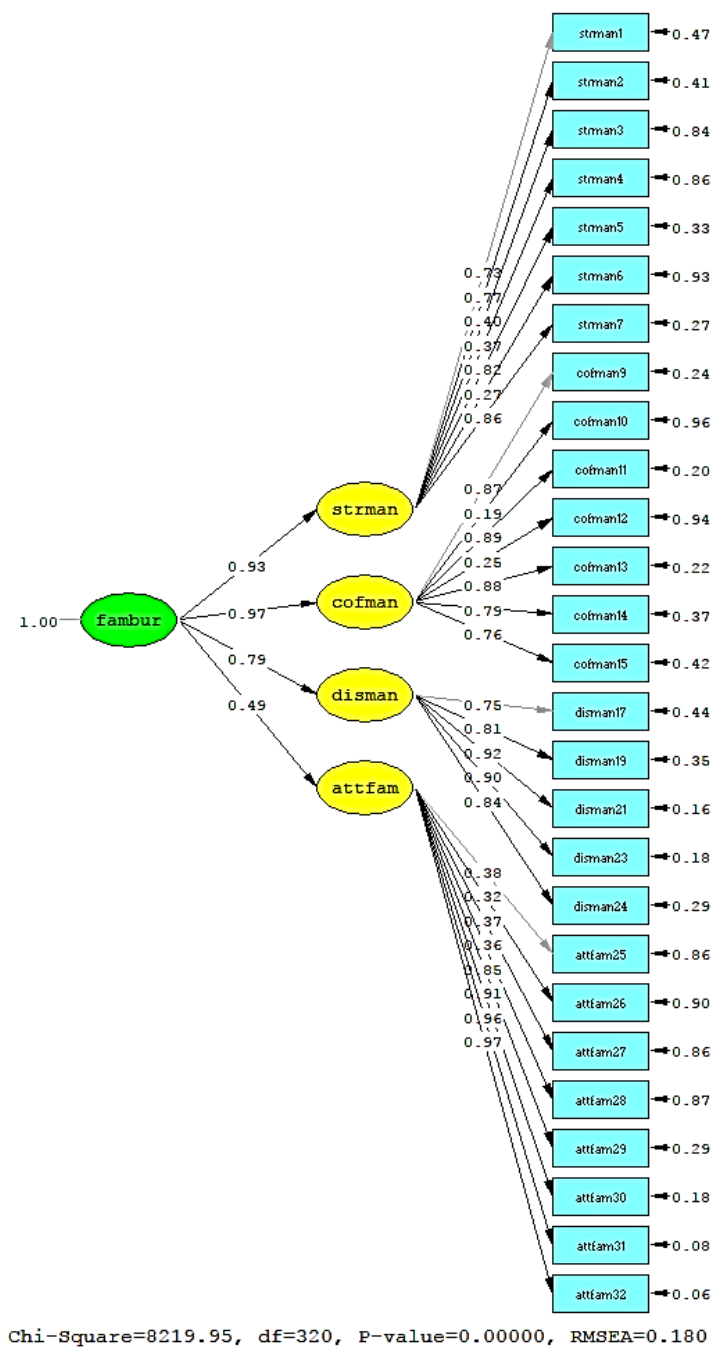 strman1 0.47
strman2 0.41
strman3 0.84
strman4 0.86
strman5 0.33
strman6 0.93
strman7 0.27
cofman9 0.24
cofman10 0.96
cofman11 0.20
cofman12 0.94
cofman13 0.22
cofman14 0.37
cofman15 0.42
disman17 0.44
disman19 0.35
disman21 0.16
disman23 0.18
disman24 0.29
attfam25 0.86
attfam26 0.90
attfam27 0.86
attfam28 0.87
attfam29 0.29
attfam30 0.18
attfam31 0.08
attfam32 0.06
0.73
0.77
0.40
0.37
0.82
0.27
0.86
0.87
0.19
0.89
0.25
0.88
0.79
0.76
0.75
0.81
0.92
0.90
0.84
0.38
0.32
0.37
0.36
0.85
0.91
0.96
0.97
strman
cofman
disman
attfam
0.93
0.97
0.79
0.49
1.00 fambur
Chi-Square=8219.95, df=320, P-value=0.00000, RMSEA=0.180